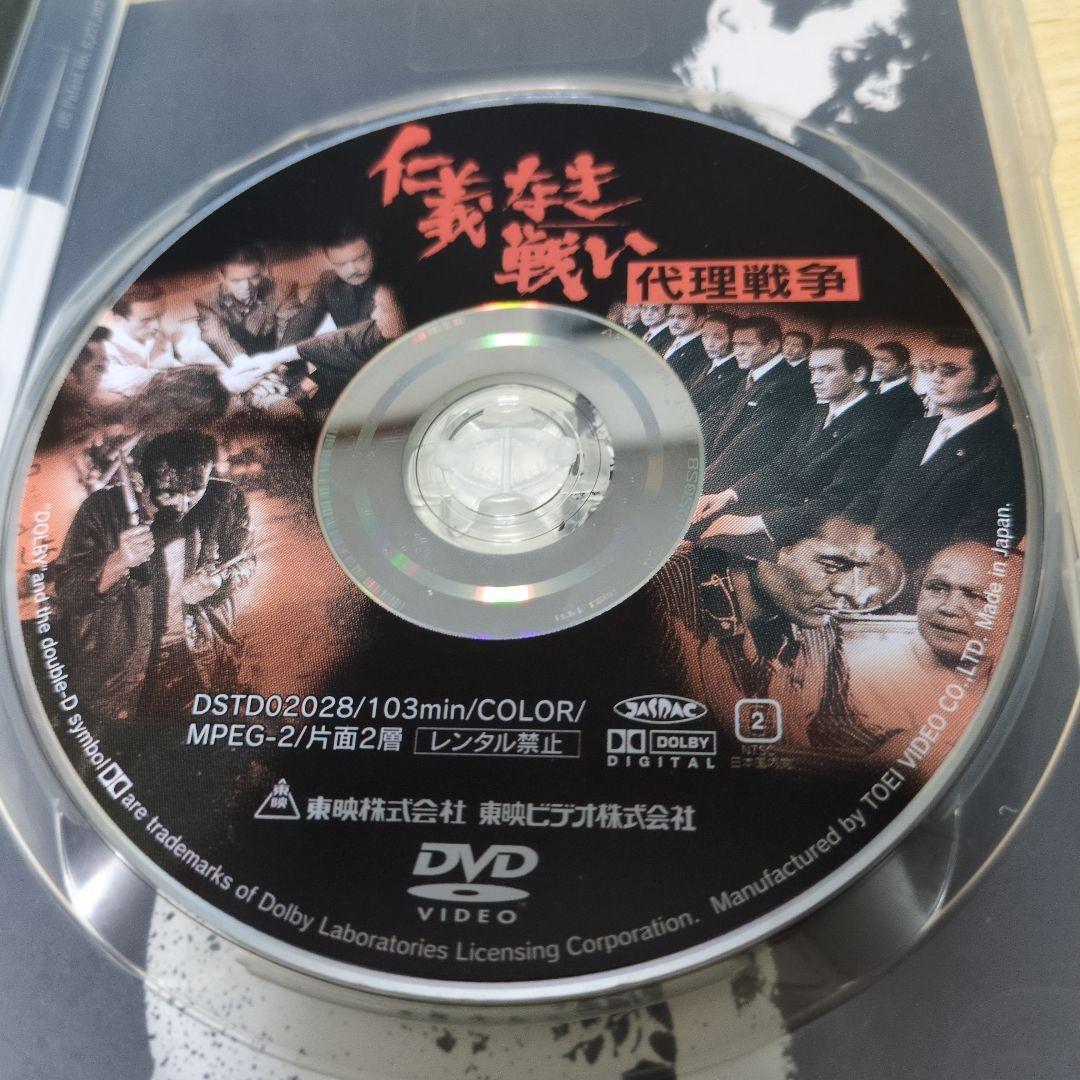 仁義なき
戦い
代理戦争
DSTD02028/103min/COLOR/
MPEG-2/片面2層 レンタル禁止
JASRAC
DOLBY
DIGITAL
2
NTSC
東映
東映株式会社 東映ビデオ株式会社
DVD
VIDEO
"DOLBY" and the double-D symbol are trademarks of Dolby Laboratories Licensing Corporation. Manufactured by TOEI VIDEO CO.,LTD. Made in Japan.